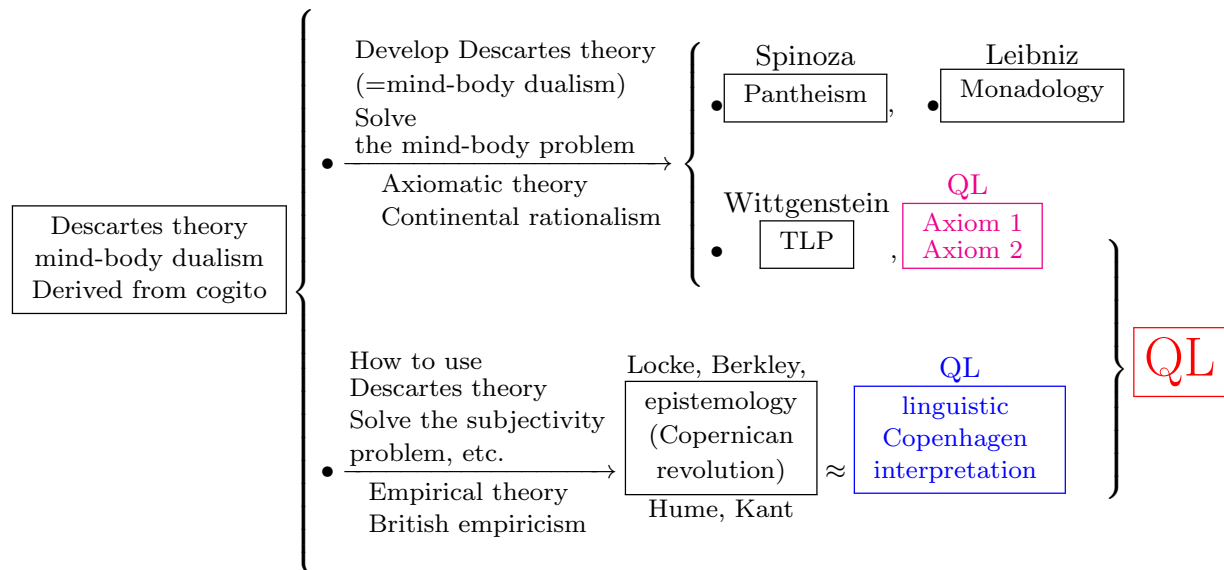 Descartes theory
mind-body dualism
Derived from cogito
• Develop Descartes theory
(=mind-body dualism)
Solve
the mind-body problem
Axiomatic theory
Continental rationalism
Spinoza
• Pantheism,
Leibniz
• Monadology
Wittgenstein
• TLP ,
QL
Axiom 1
Axiom 2
• How to use
Descartes theory
Solve the subjectivity
problem, etc.
Empirical theory
British empiricism
Locke, Berkley,
epistemology
(Copernican
revolution)
Hume, Kant
≈
QL
linguistic
Copenhagen
interpretation
QL